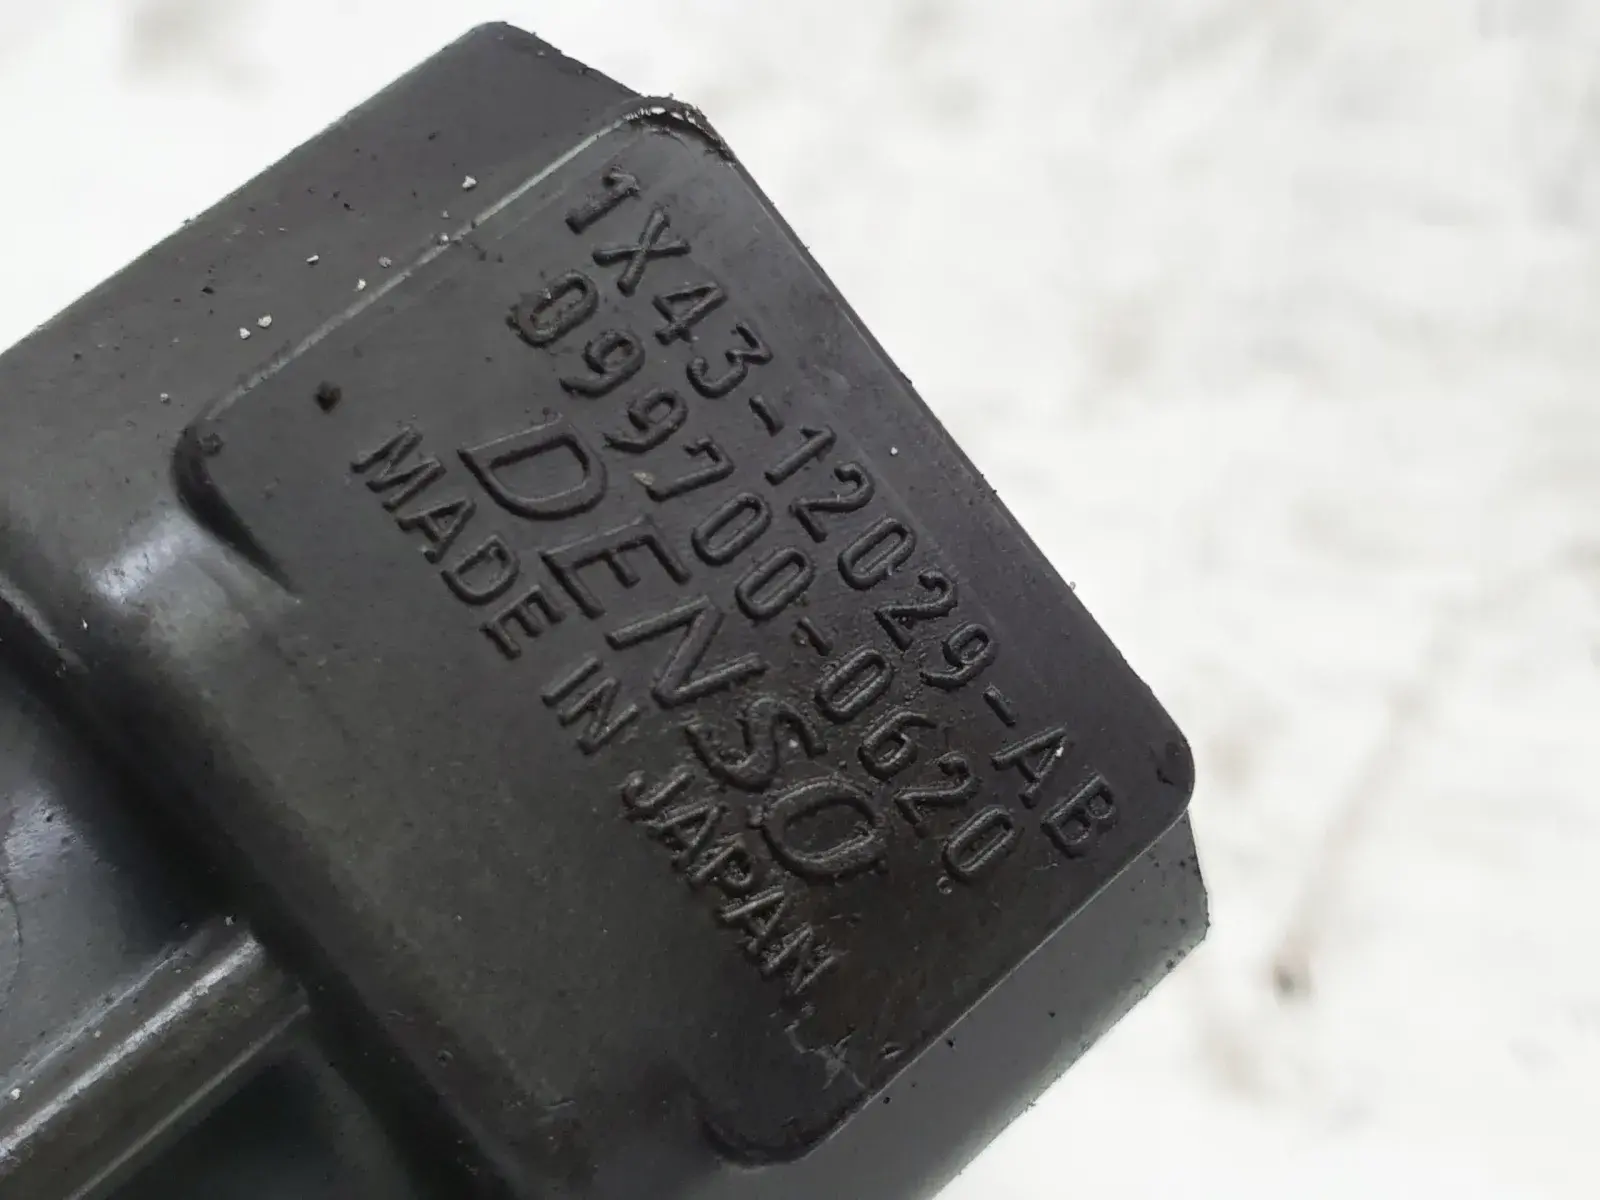 1X43-12029-AB
099700-0620
DENSO
MADE IN JAPAN